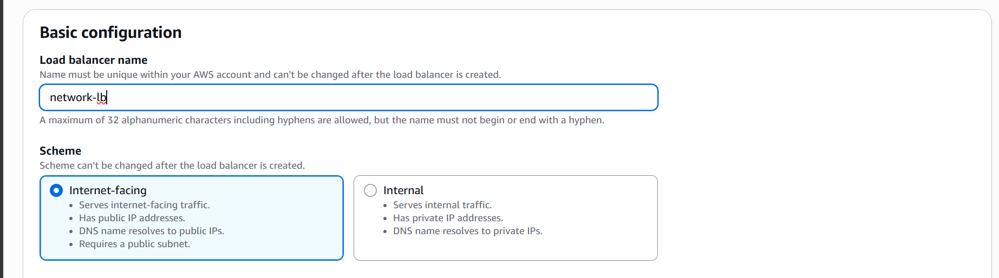 Basic configuration
Load balancer name
Name must be unique within your AWS account and can't be changed after the load balancer is created.
network-lb
A maximum of 32 alphanumeric characters including hyphens are allowed, but the name must not begin or end with a hyphen.
Scheme
Scheme can't be changed after the load balancer is created.
Internet-facing
• Serves internet-facing traffic.
• Has public IP addresses.
• DNS name resolves to public IPs.
• Requires a public subnet.
Internal
• Serves internal traffic.
• Has private IP addresses.
• DNS name resolves to private IPs.